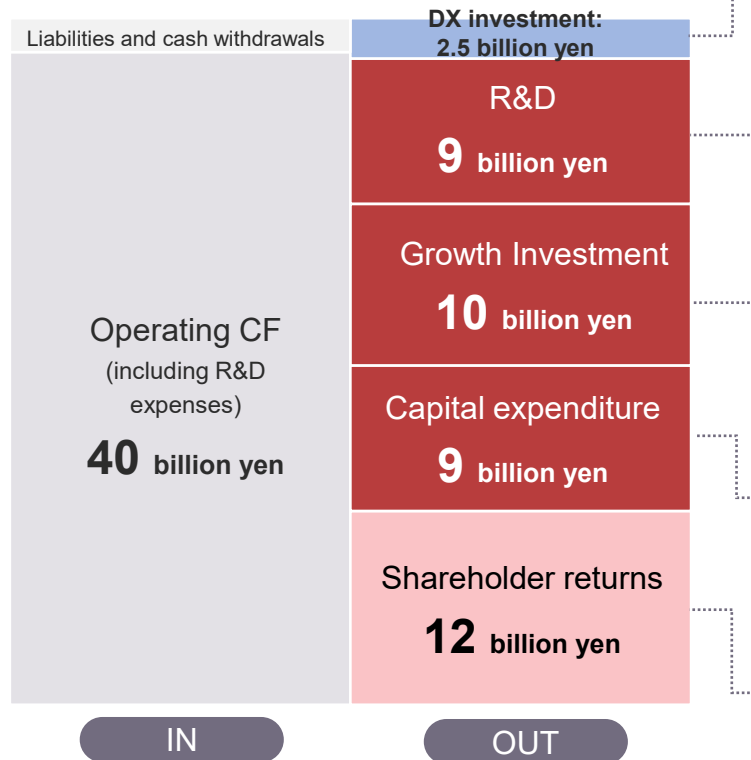 Liabilities and cash withdrawals
Operating CF
(including R&D
expenses)
40 billion yen
IN
DX investment:
2.5 billion yen
R&D
9 billion yen
Growth Investment
10 billion yen
Capital expenditure
9 billion yen
Shareholder returns
12 billion yen
OUT